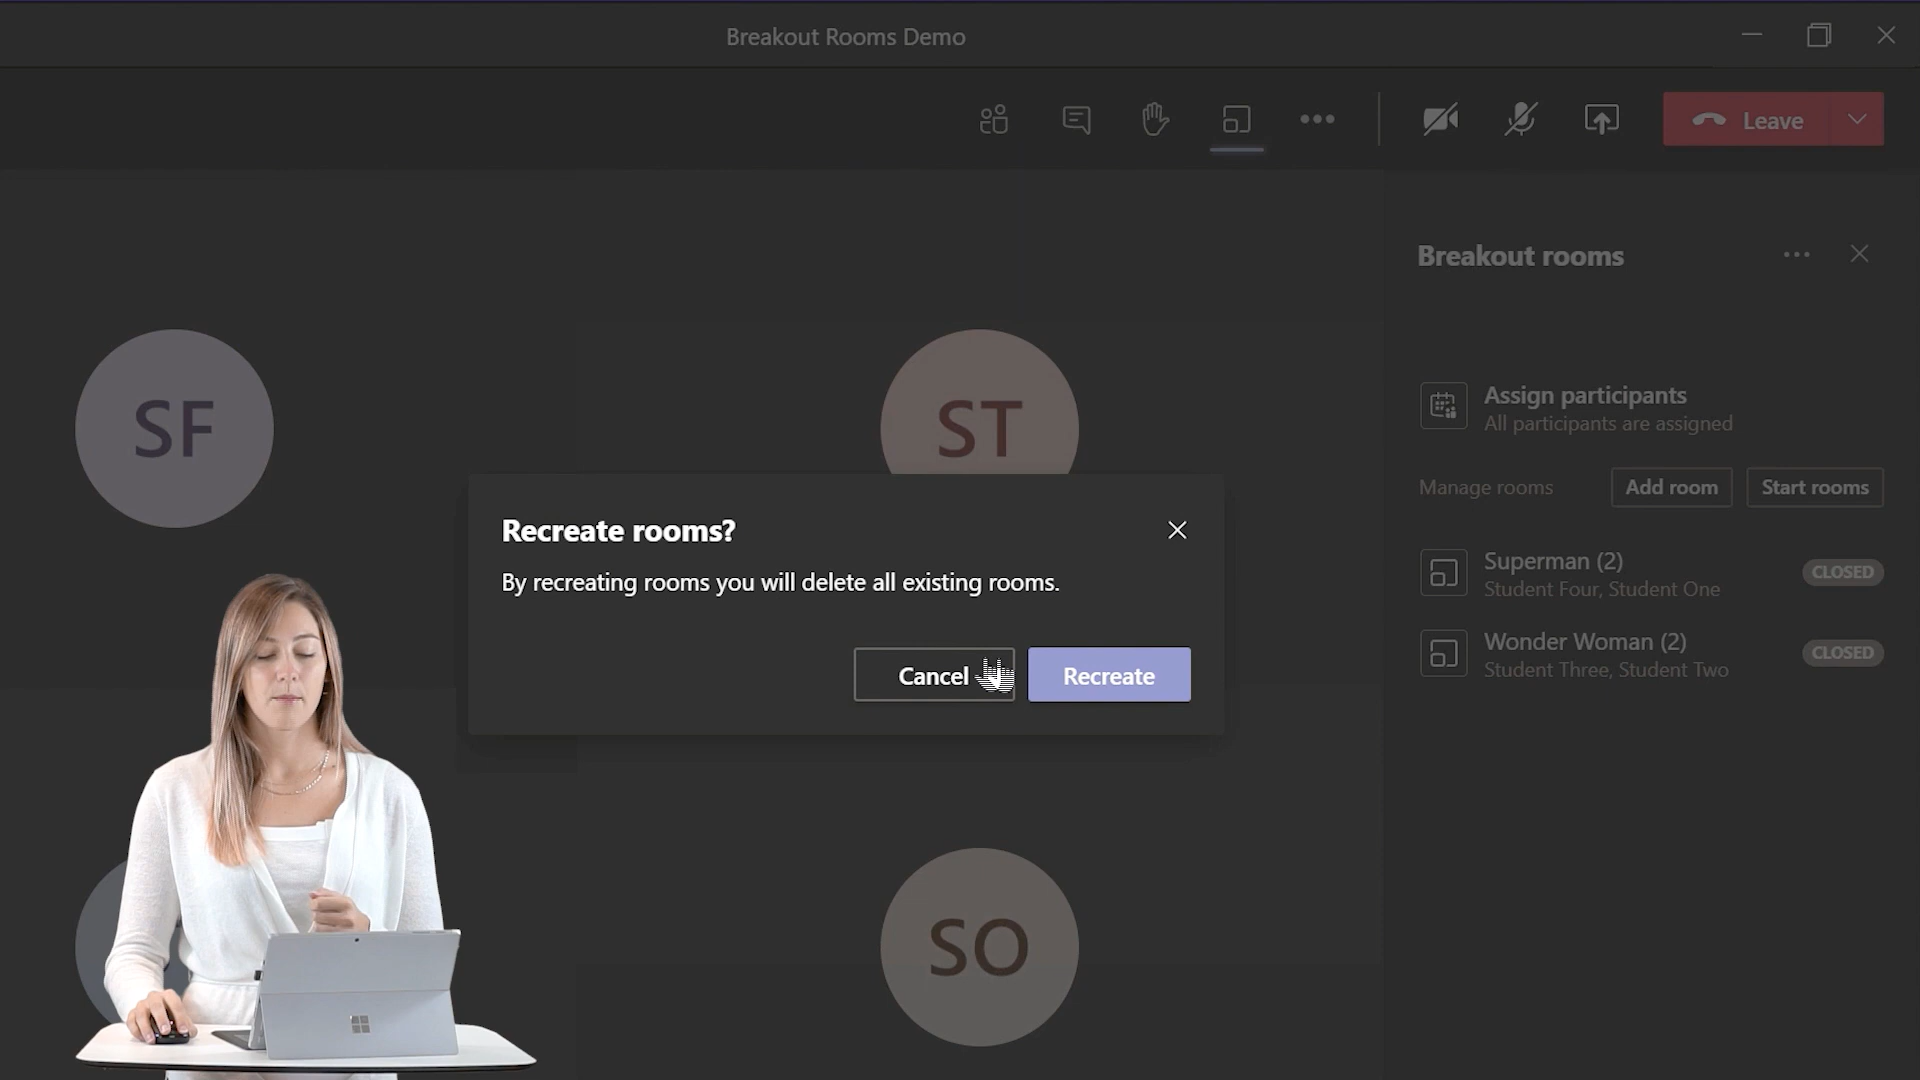 Breakout Rooms Demo
Leave
Breakout rooms
SF
ST
Assign participants
All participants are assigned
Manage rooms
Add room
Start rooms
Recreate rooms?
By recreating rooms you will delete all existing rooms.
Cancel
Recreate
Superman (2)
CLOSED
Student Four, Student One
Wonder Woman (2)
CLOSED
Student Three, Student Two
SO